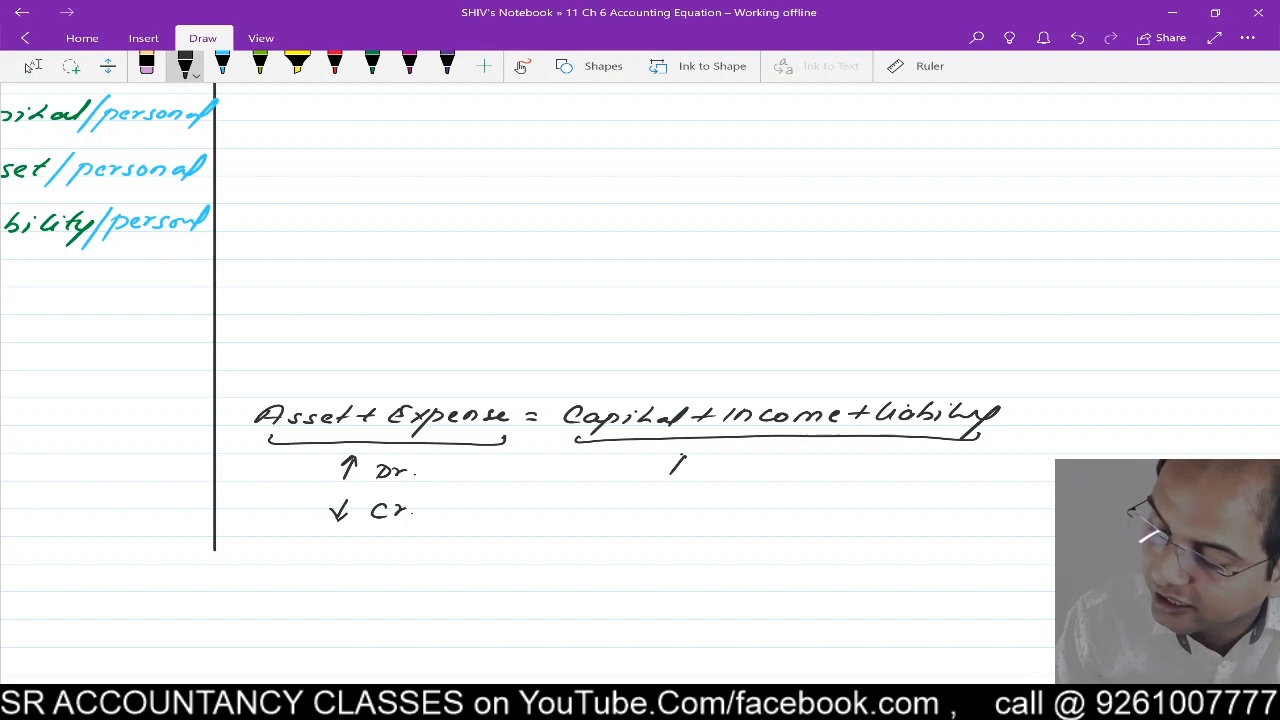 SHIV's Notebook » 11 Ch 6 Accounting Equation – Working offline
Home Insert Draw View Share
Shapes Ink to Shape Ink to Text Ruler
/personal
/personal
bility/personl
Asset + Expense = Capital + Income + Liability
↑ Dr.
↓ Cr.
SR ACCOUNTANCY CLASSES on YouTube.Com/facebook.com , call @ 9261007777